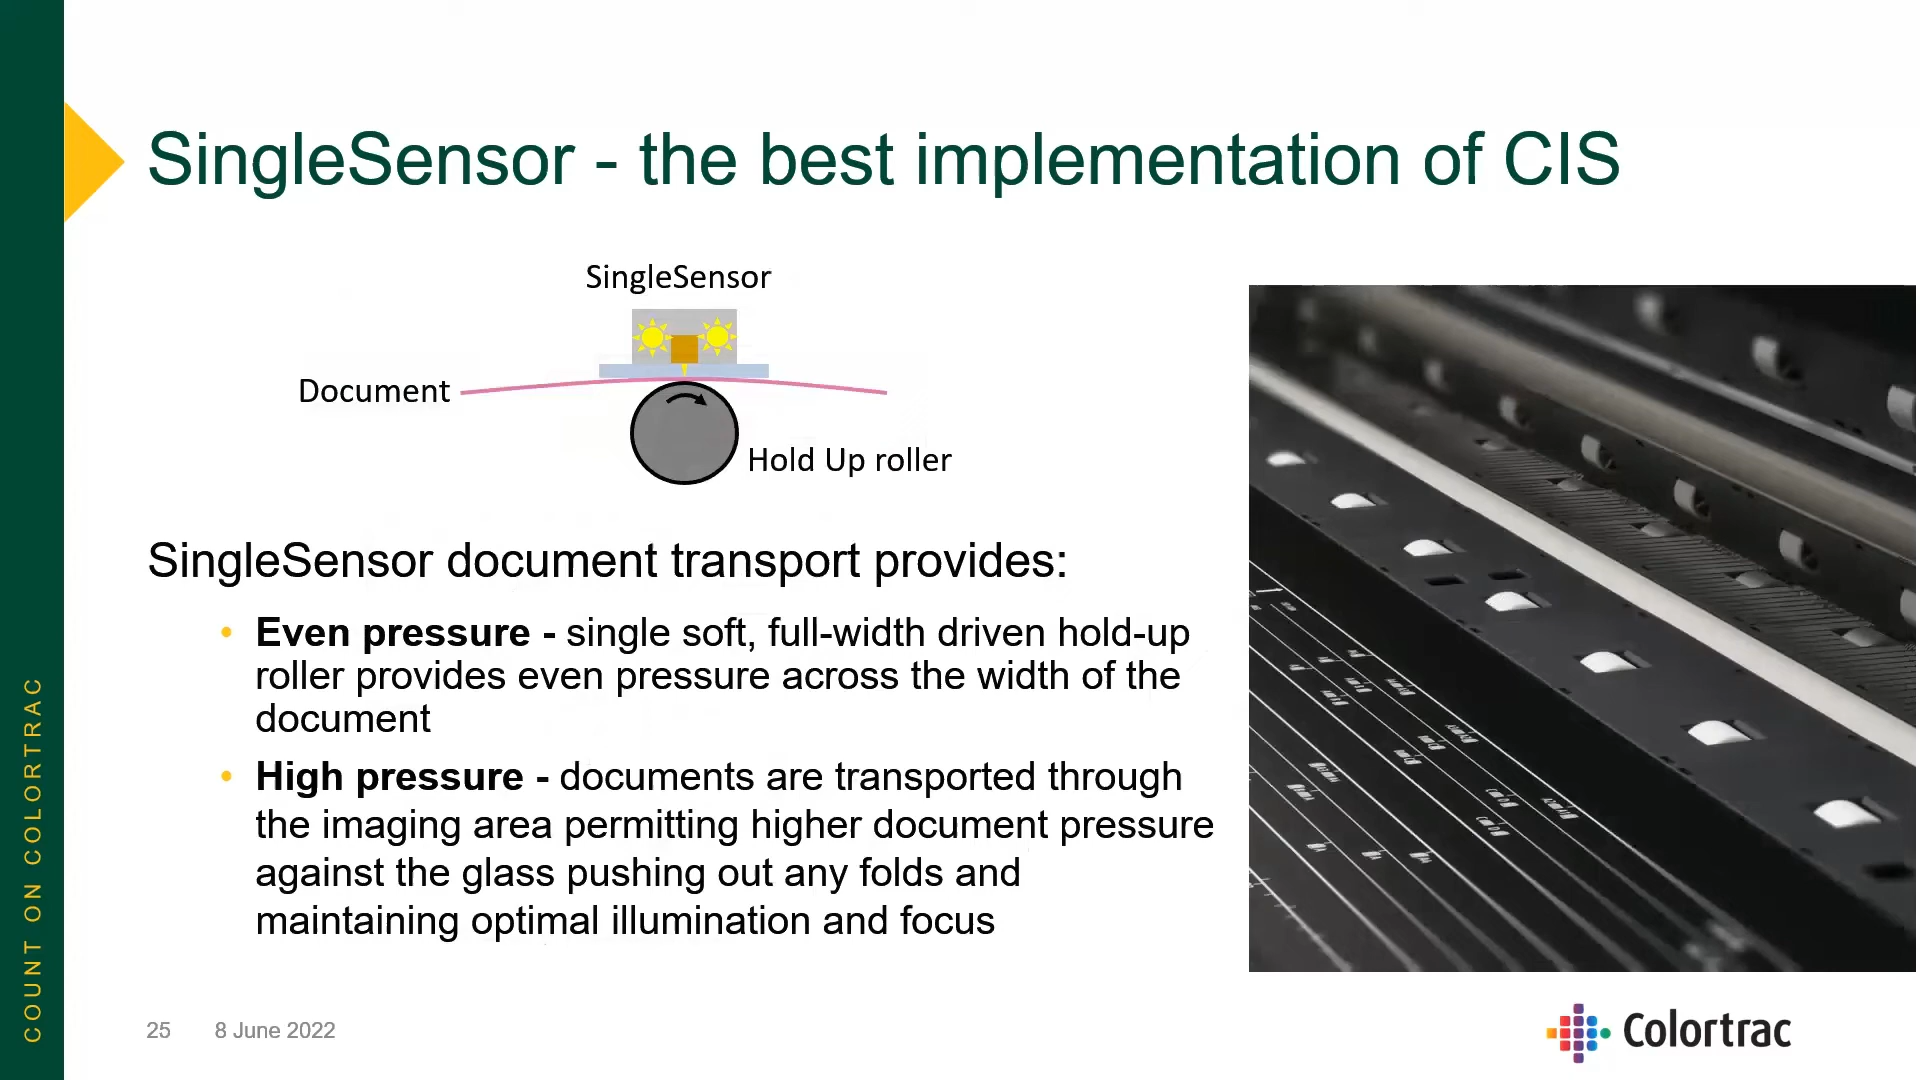 SingleSensor - the best implementation of CIS
SingleSensor
Document
Hold Up roller
SingleSensor document transport provides:
• Even pressure - single soft, full-width driven hold-up
roller provides even pressure across the width of the
document
• High pressure - documents are transported through
the imaging area permitting higher document pressure
against the glass pushing out any folds and
maintaining optimal illumination and focus
COUNT ON COLORTRAC
25 8 June 2022
Colortrac